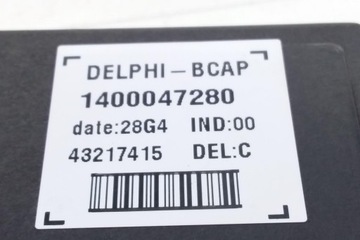 DELPHI-BCAP
1400047280
date:28G4 IND:00
43217415 DEL:C